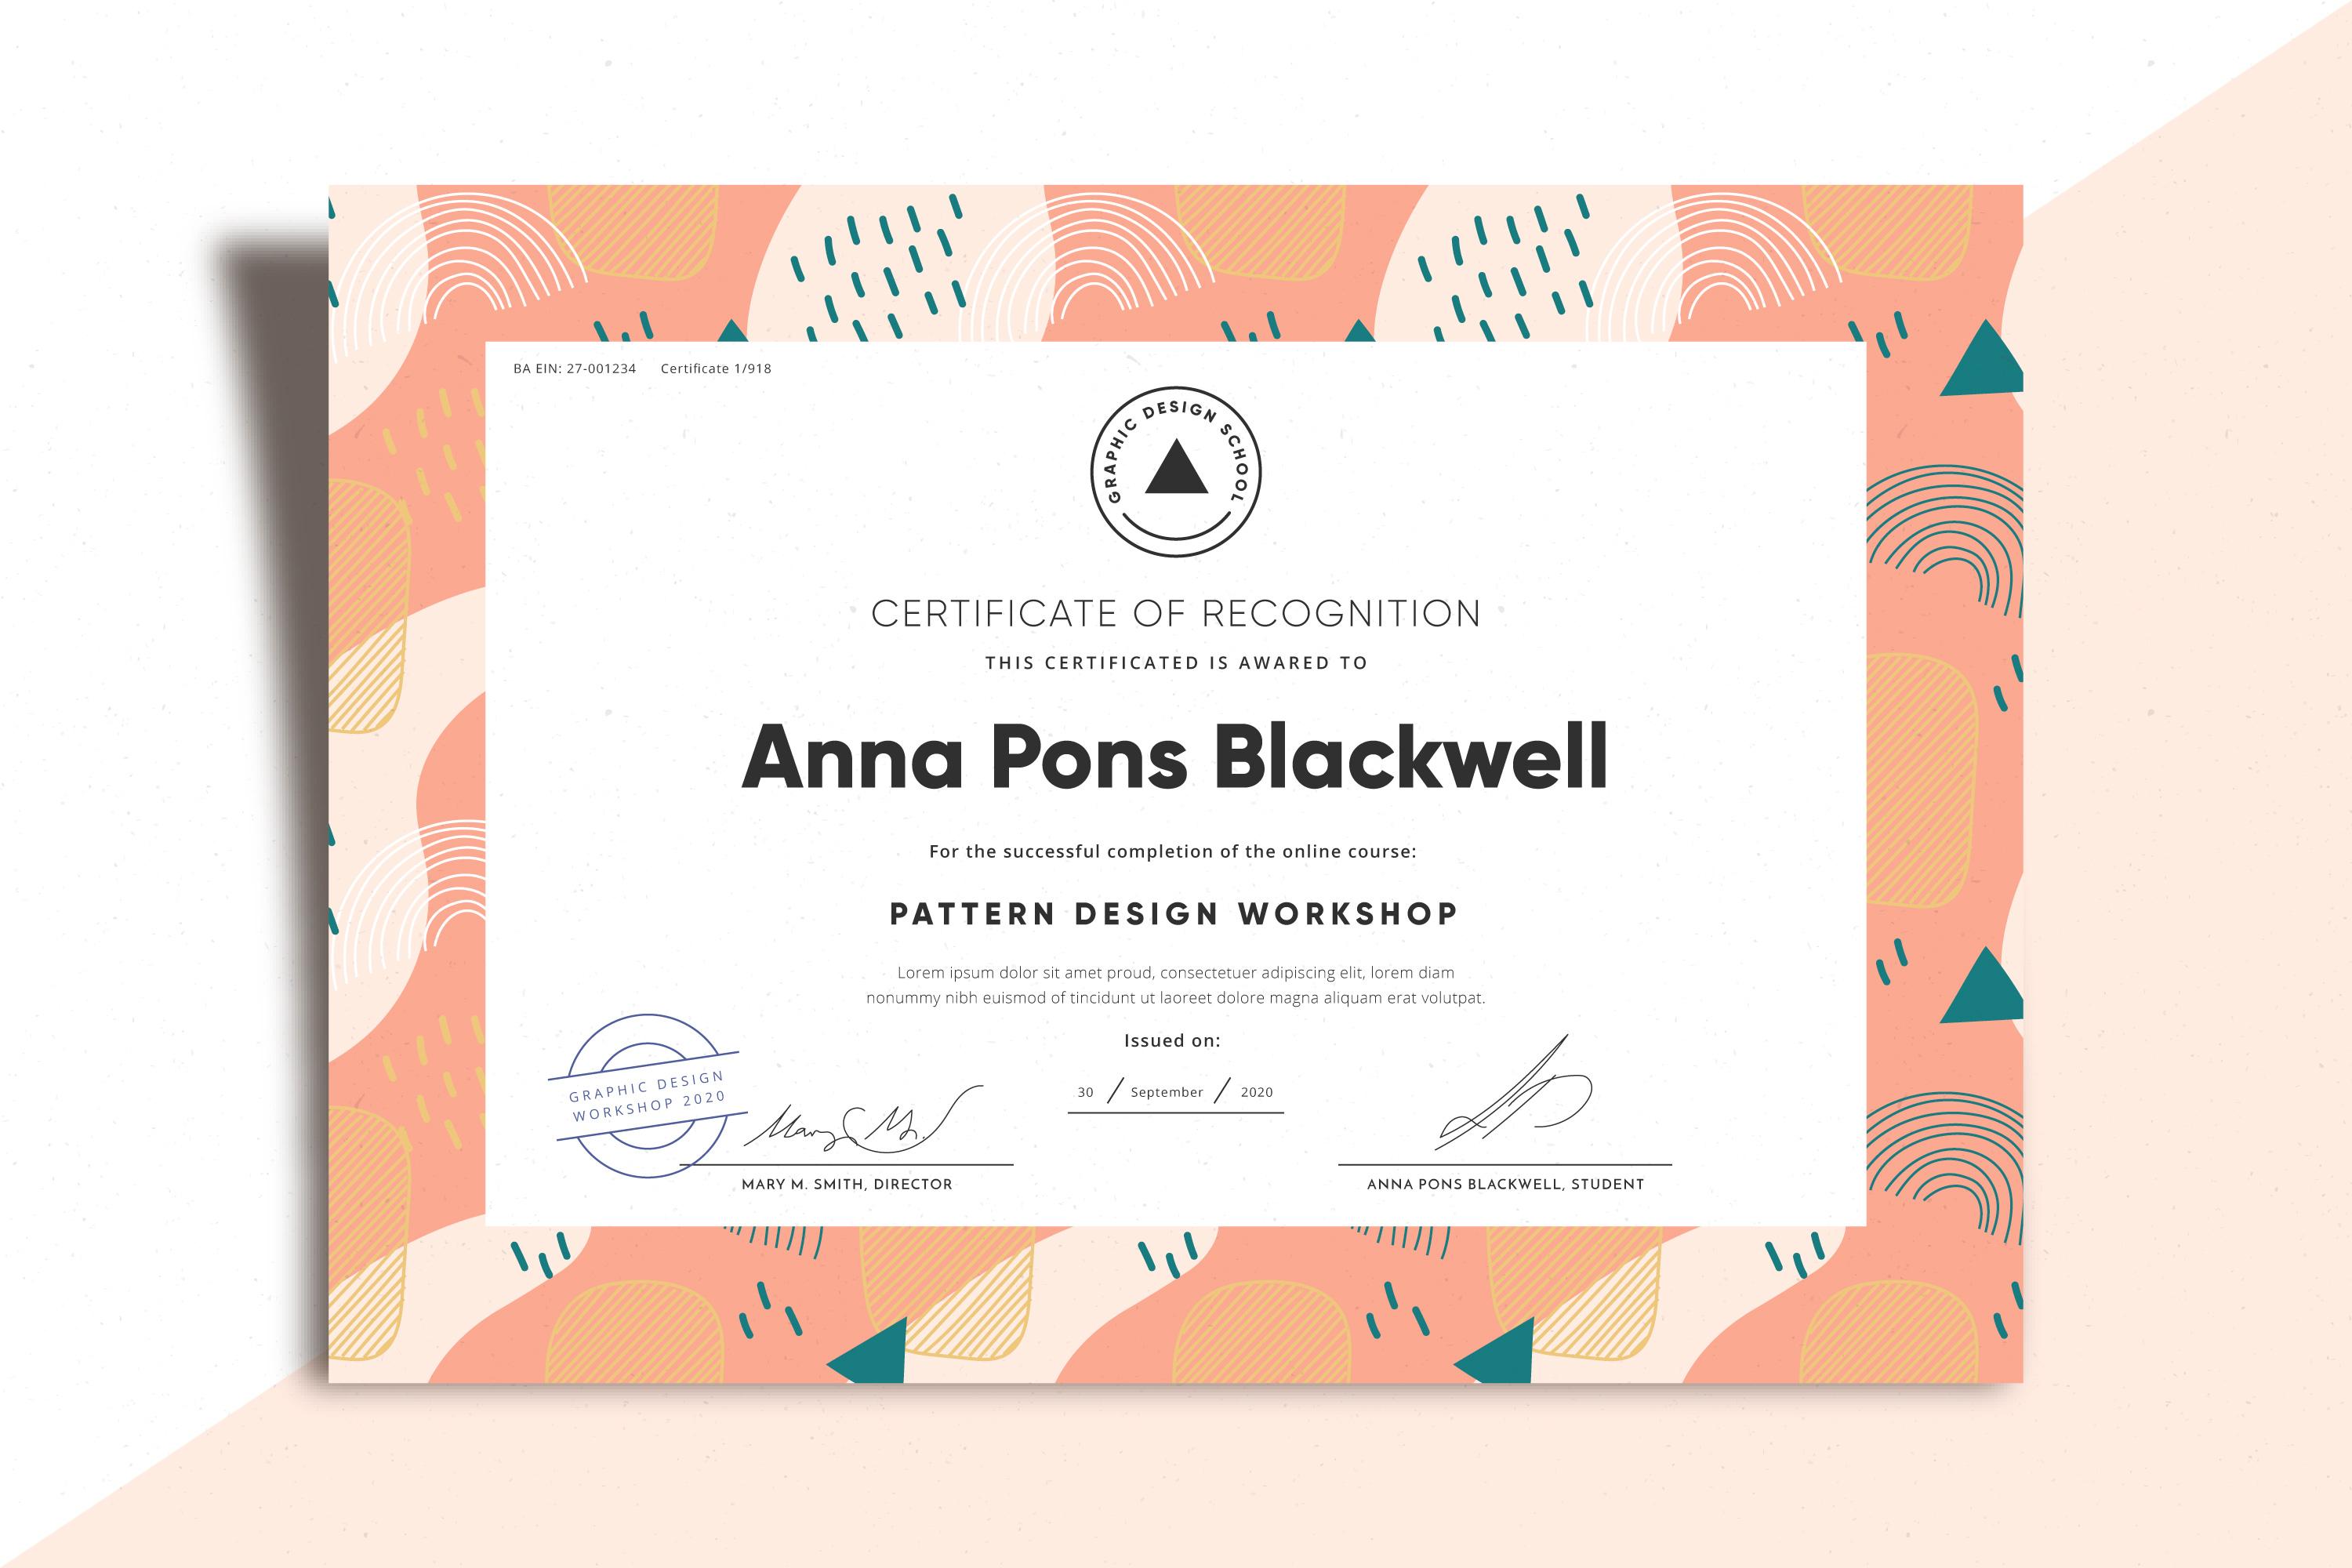 BA EIN: 27-001234 Certificate 1/918
GRAPHIC DESIGN SCHOOL
CERTIFICATE OF RECOGNITION
THIS CERTIFICATED IS AWARED TO
Anna Pons Blackwell
For the successful completion of the online course:
PATTERN DESIGN WORKSHOP
Lorem ipsum dolor sit amet proud, consectetuer adipiscing elit, lorem diam
nonummy nibh euismod of tincidunt ut laoreet dolore magna aliquam erat volutpat.
Issued on:
30 / September / 2020
GRAPHIC DESIGN
WORKSHOP 2020
Mary M.
MARY M. SMITH, DIRECTOR
ANNA PONS BLACKWELL, STUDENT